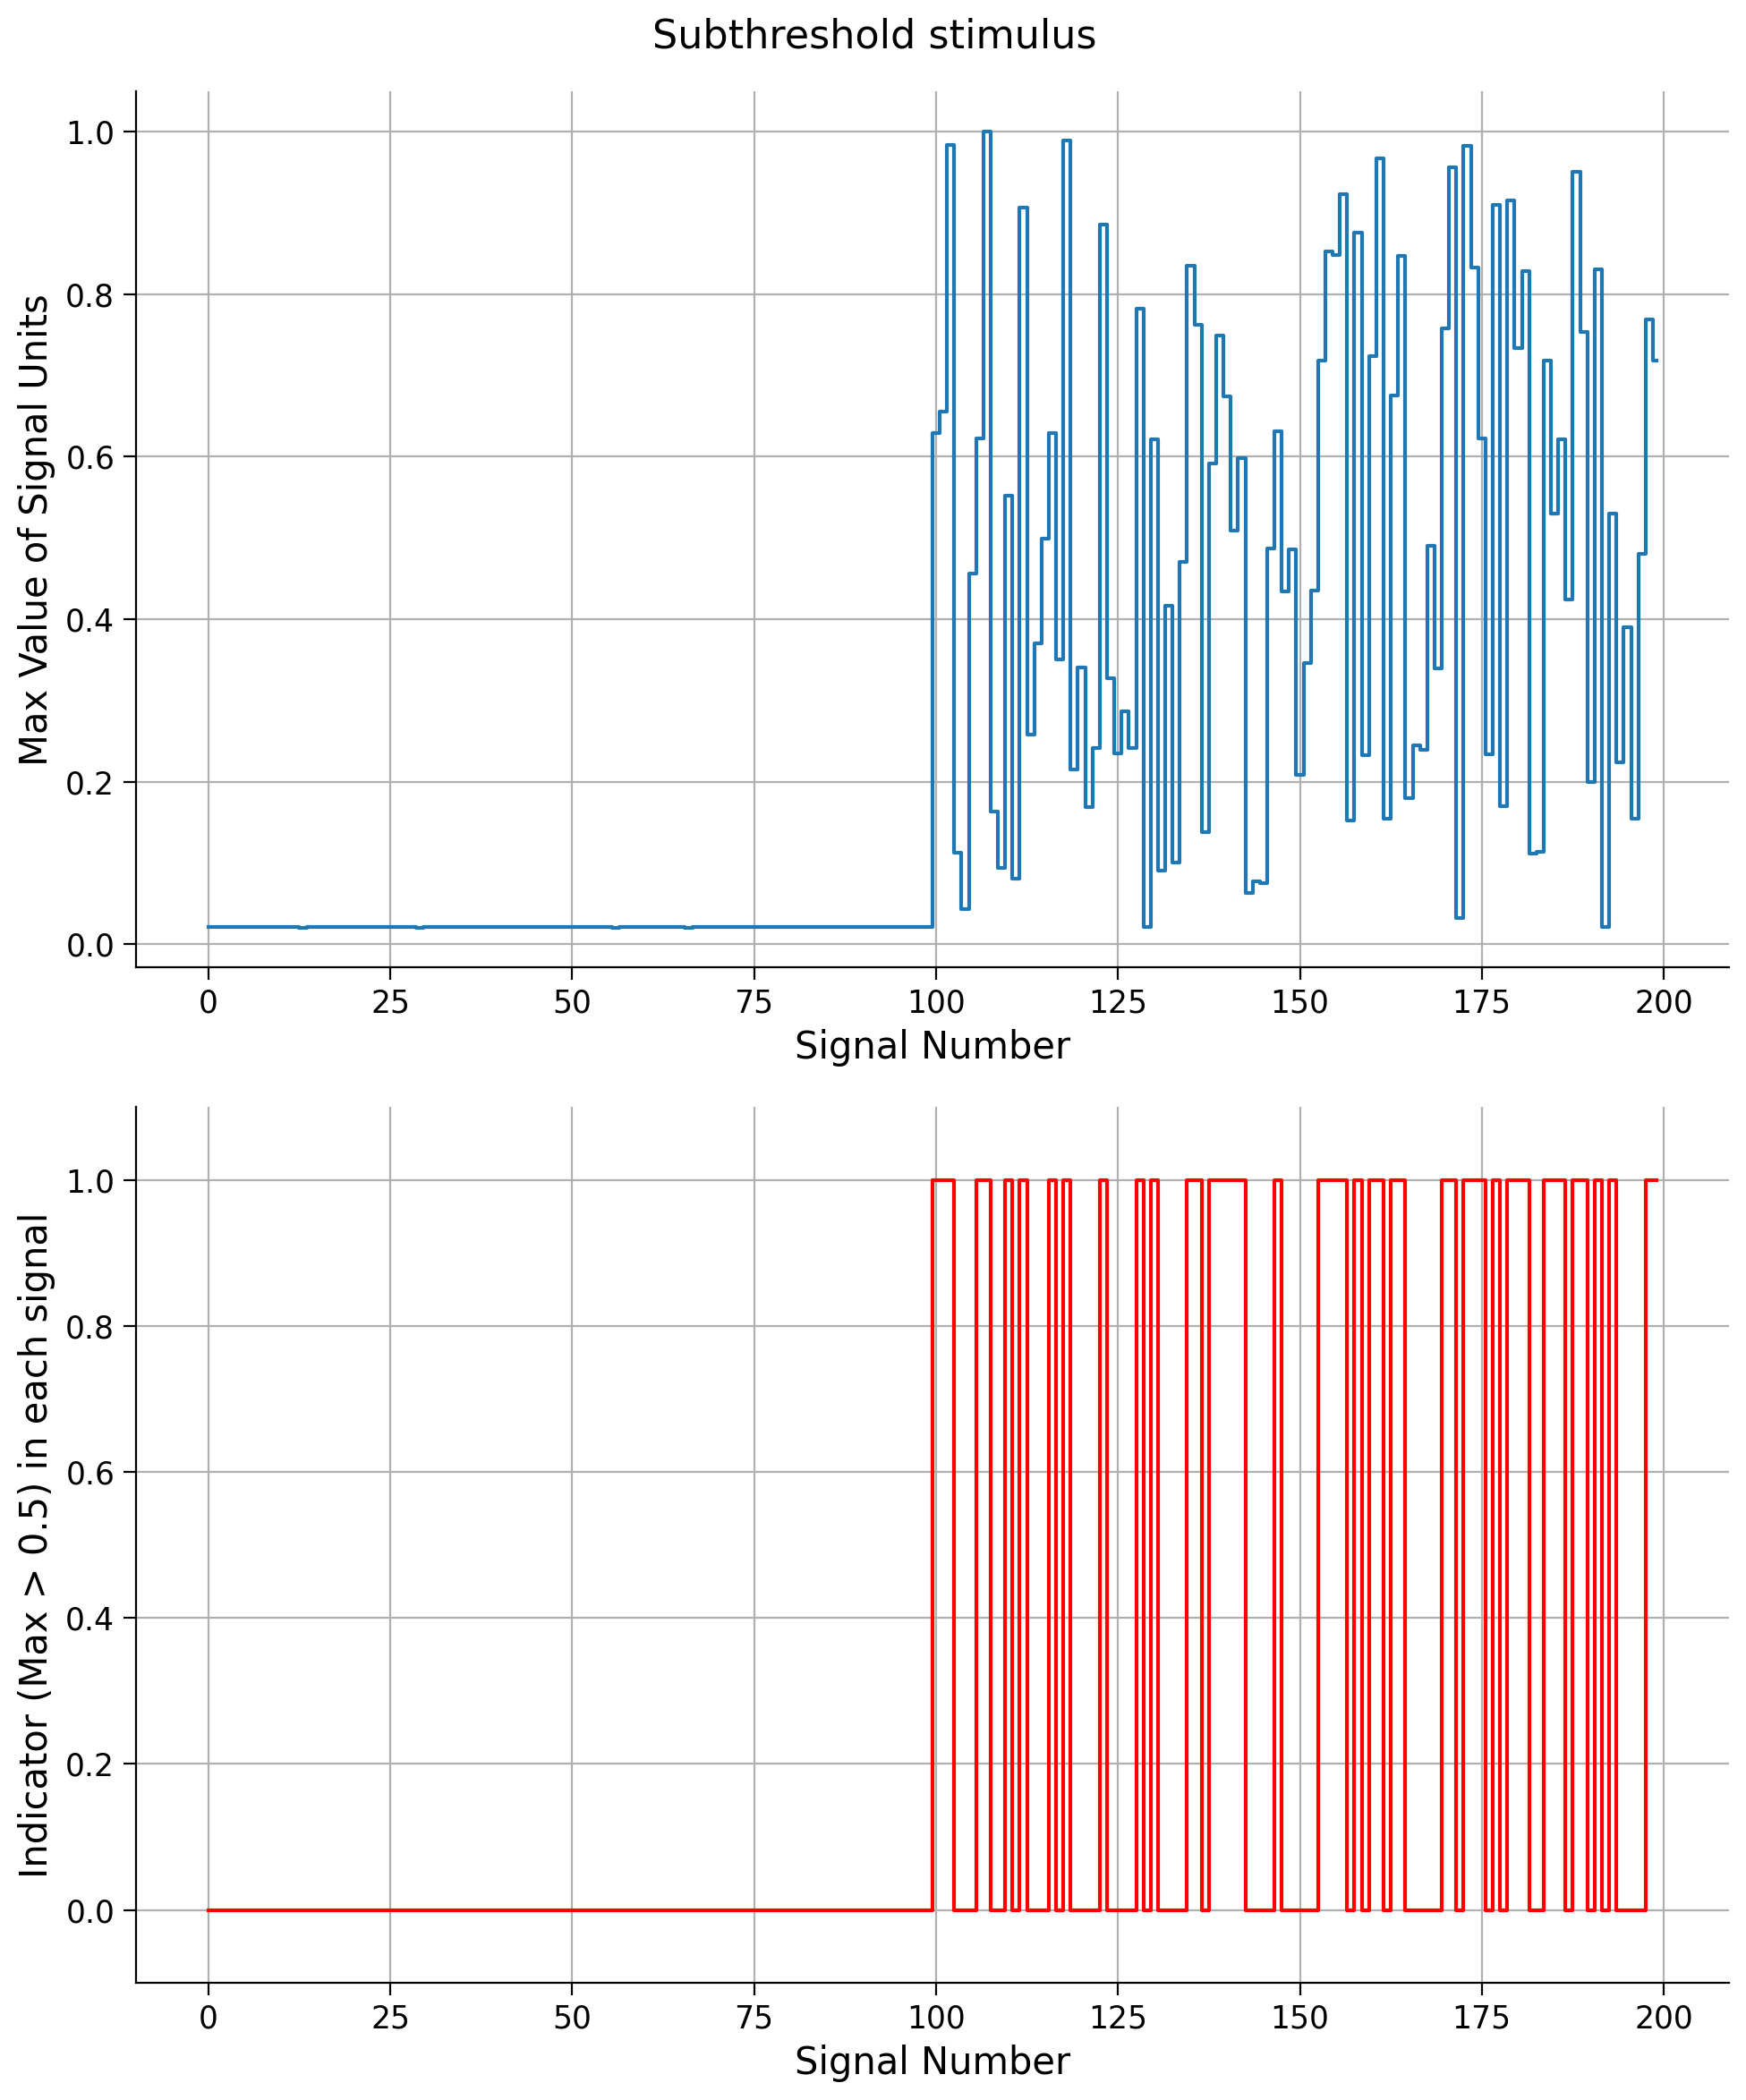 Subthreshold stimulus
Max Value of Signal Units
1.0
0.8
0.6
0.4
0.2
0.0
0 25 50 75 100 125 150 175 200
Signal Number
Indicator (Max > 0.5) in each signal
1.0
0.8
0.6
0.4
0.2
0.0
0 25 50 75 100 125 150 175 200
Signal Number